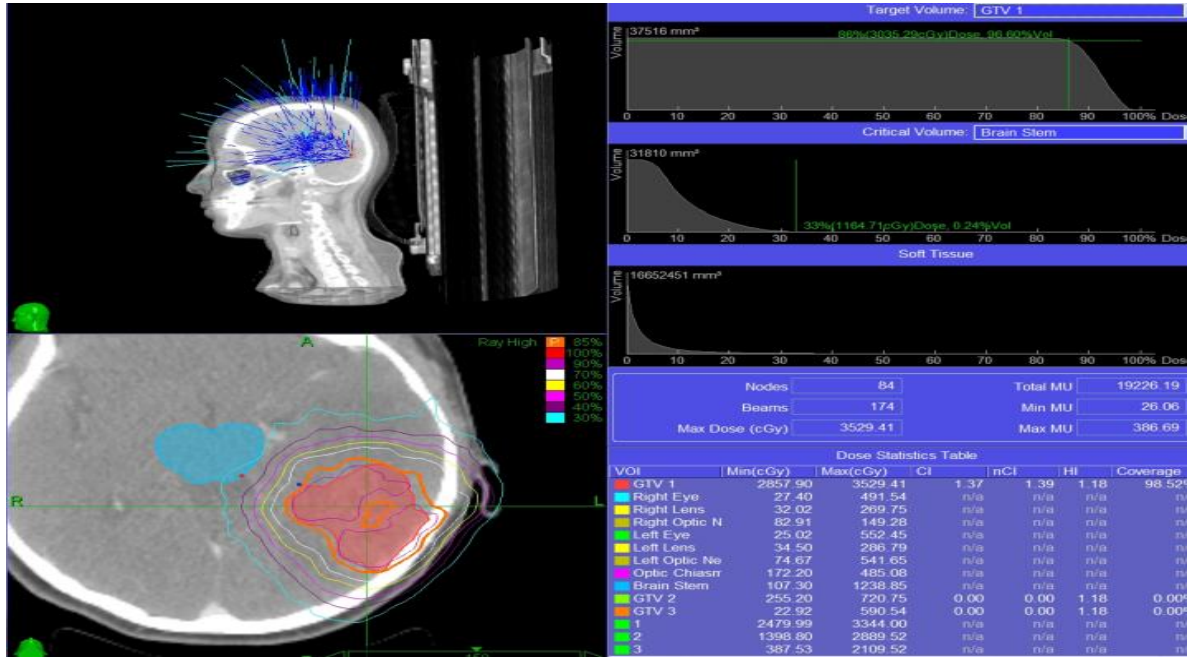 Target Volume: GTV 1
Volume
37516 mm³
86%(3035.29cGy)Dose, 96.60%Vol
0 10 20 30 40 50 60 70 80 90 100% Dos
Critical Volume: Brain Stem
Volume
31810 mm³
33%(1164.71cGy)Dose, 0.24%Vol
0 10 20 30 40 50 60 70 80 90 100% Dos
Soft Tissue
Volume
16652451 mm³
0 10 20 30 40 50 60 70 80 90 100% Dos
A
R
L
Ray High P 85%
100%
90%
70%
60%
50%
40%
30%
Nodes 84 Total MU 19226.19
Beams 174 Min MU 26.06
Max Dose (cGy) 3529.41 Max MU 386.69
Dose Statistics Table
VOI Min(cGy) Max(cGy) CI nCI HI Coverage
GTV 1 2857.90 3529.41 1.37 1.39 1.18 98.52%
Right Eye 27.40 491.54 n/a n/a n/a n/
Right Lens 32.02 269.75 n/a n/a n/a n/
Right Optic N 82.91 149.28 n/a n/a n/a n/
Left Eye 25.02 552.45 n/a n/a n/a n/
Left Lens 34.50 286.79 n/a n/a n/a n/
Left Optic Ne 74.67 541.65 n/a n/a n/a n/
Optic Chiasm 172.20 485.08 n/a n/a n/a n/
Brain Stem 107.30 1238.85 n/a n/a n/a n/
GTV 2 255.20 720.75 0.00 0.00 1.18 0.00%
GTV 3 22.92 590.54 0.00 0.00 1.18 0.00%
1 2479.99 3344.00 n/a n/a n/a n/
2 1398.80 2889.52 n/a n/a n/a n/
3 387.53 2109.52 n/a n/a n/a n/